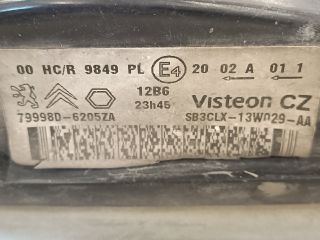 00 HC/R 9849 PL E4 20 02 A 01 1
12B6
23h45
Visteon CZ
79998D-6205ZA
SB3CLX-13W029-AA